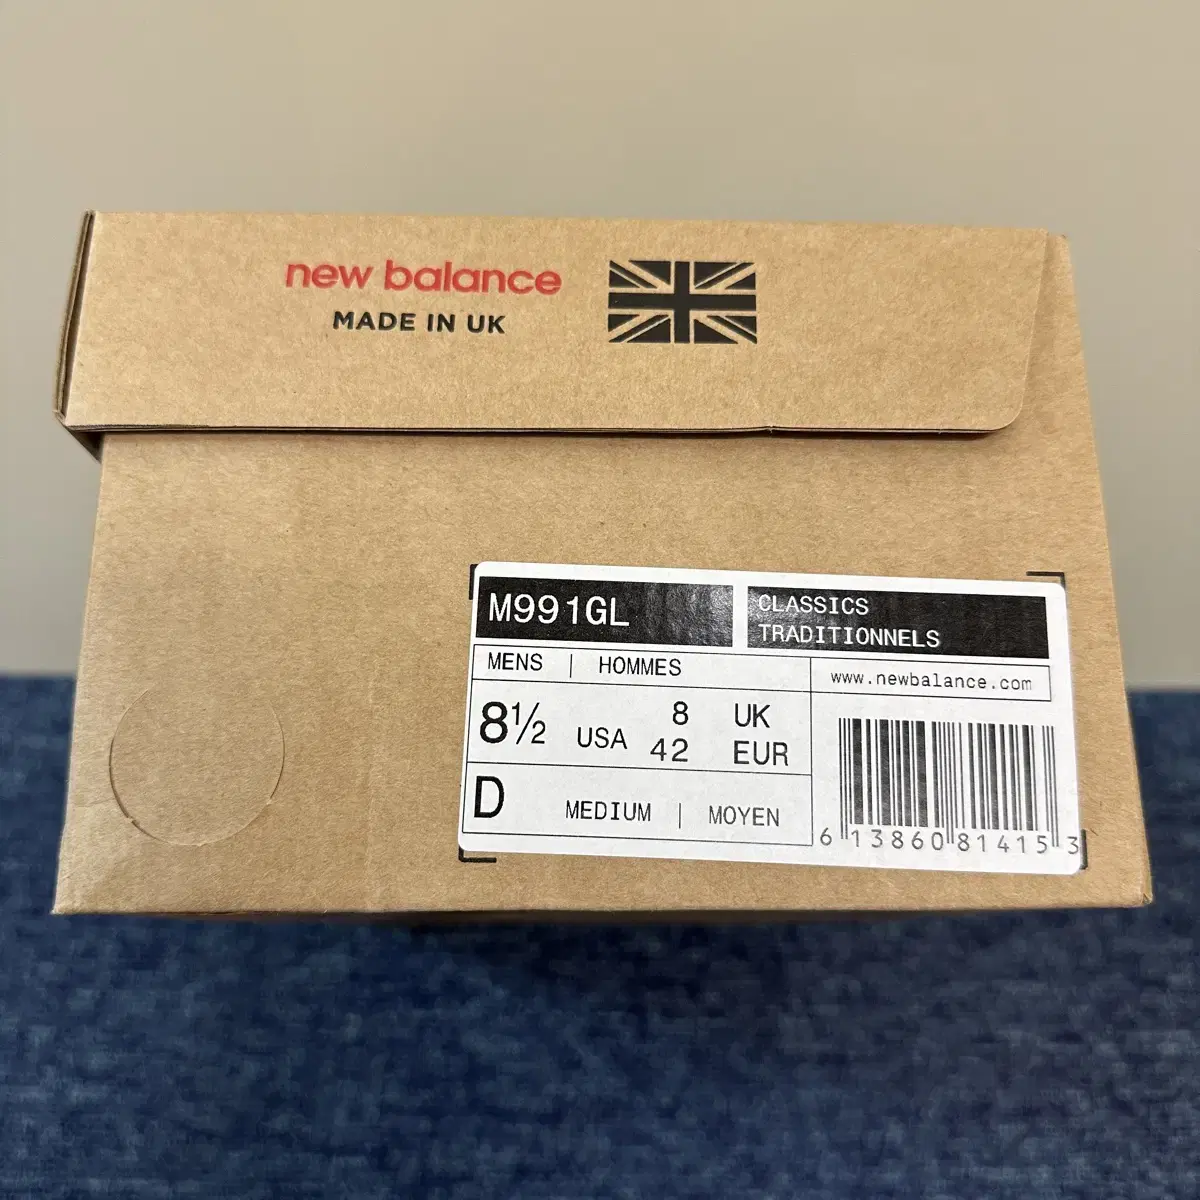 new balance
MADE IN UK
M991GL
CLASSICS
TRADITIONNELS
MENS | HOMMES
www.newbalance.com
8½ USA 8 UK
42 EUR
D MEDIUM | MOYEN
6 13860 81415 3